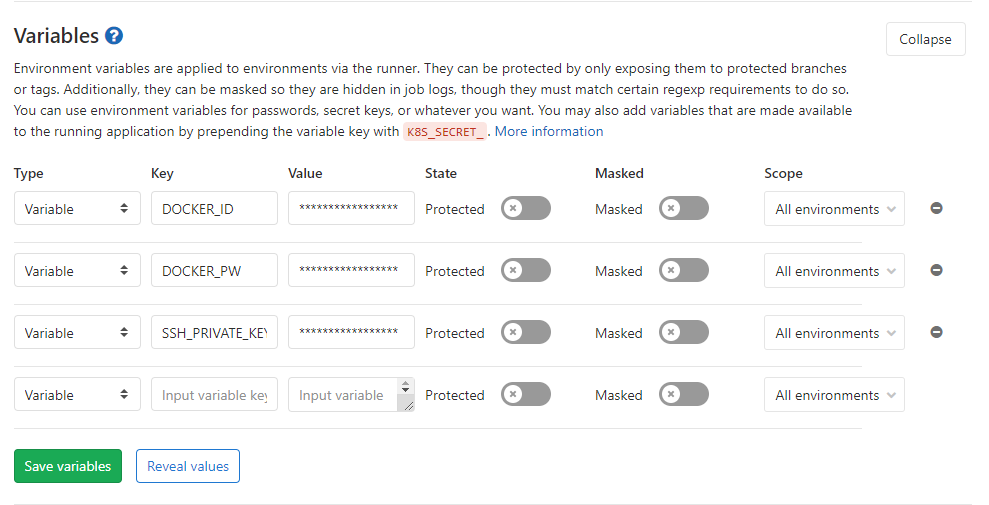 Variables ?
Collapse
Environment variables are applied to environments via the runner. They can be protected by only exposing them to protected branches
or tags. Additionally, they can be masked so they are hidden in job logs, though they must match certain regexp requirements to do so.
You can use environment variables for passwords, secret keys, or whatever you want. You may also add variables that are made available
to the running application by prepending the variable key with K8S_SECRET_ . More information
Type Key Value State Masked Scope
Variable DOCKER_ID ***************** Protected Masked All environments
Variable DOCKER_PW ***************** Protected Masked All environments
Variable SSH_PRIVATE_KEY ***************** Protected Masked All environments
Variable Input variable key Input variable Protected Masked All environments
Save variables Reveal values